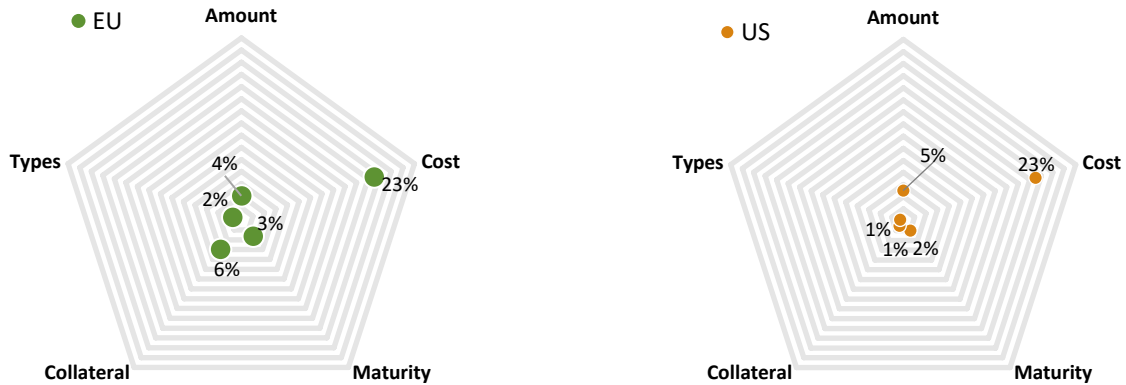 EU
Amount
Types
Cost
4%
23%
2%
3%
6%
Collateral
Maturity
US
Amount
Types
Cost
5%
23%
1%
1%
2%
Collateral
Maturity